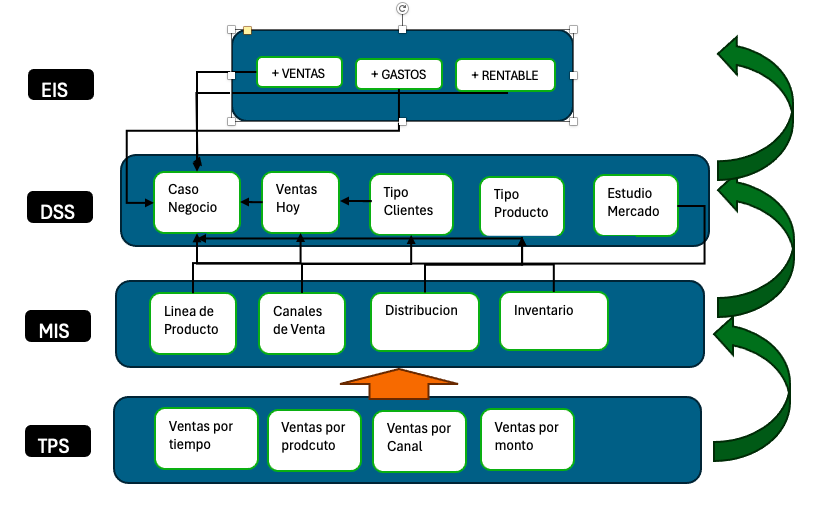 EIS
+ VENTAS
+ GASTOS
+ RENTABLE
DSS
Caso
Negocio
Ventas
Hoy
Tipo
Clientes
Tipo
Producto
Estudio
Mercado
MIS
Linea de
Producto
Canales
de Venta
Distribucion
Inventario
TPS
Ventas por
tiempo
Ventas por
prodcuto
Ventas por
Canal
Ventas por
monto